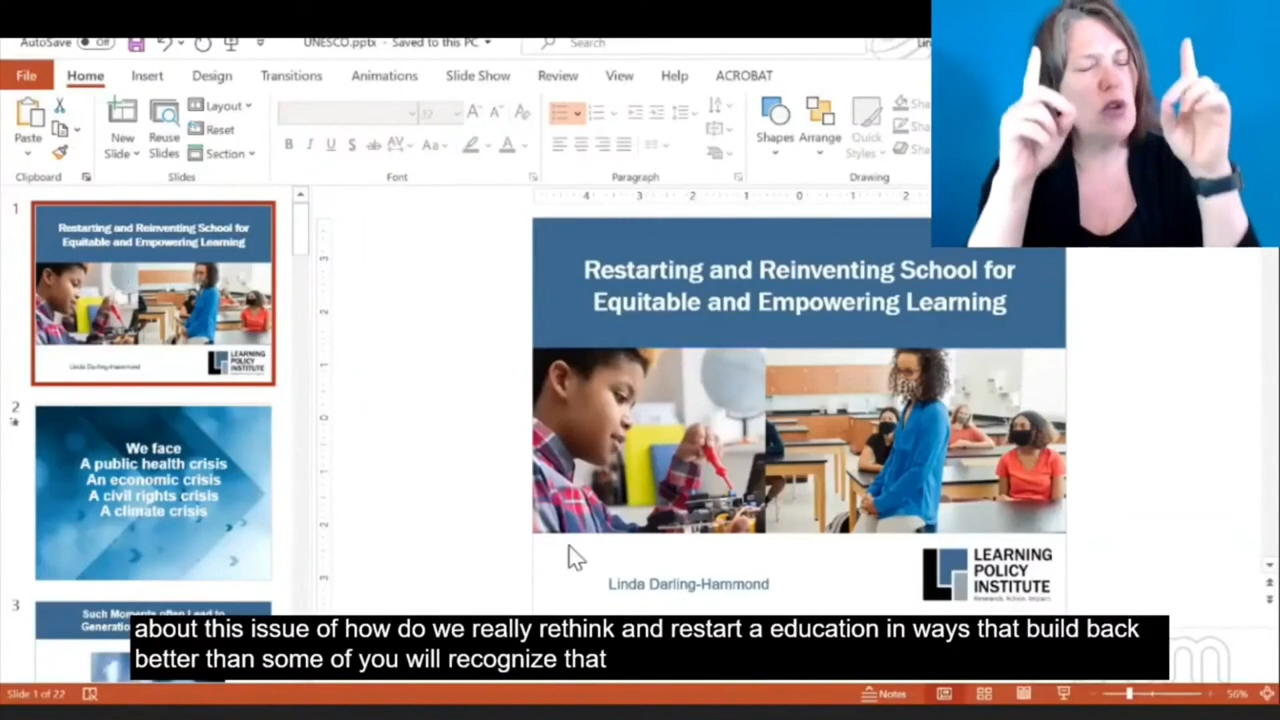 AutoSave Off
UNESCO.pptx - Saved to this PC
Search
File Home Insert Design Transitions Animations Slide Show Review View Help ACROBAT
Paste
New
Slide
Reuse
Slides
Layout
Reset
Section
Shapes
Arrange
Quick
Styles
Clipboard
Slides
Font
Paragraph
Drawing
1
Restarting and Reinventing School for
Equitable and Empowering Learning
Linda Darling-Hammond
LEARNING
POLICY
INSTITUTE
2
We face
A public health crisis
An economic crisis
A civil rights crisis
A climate crisis
3
Such Moments often Lead to
Restarting and Reinventing School for
Equitable and Empowering Learning
Linda Darling-Hammond
LEARNING
POLICY
INSTITUTE
about this issue of how do we really rethink and restart a education in ways that build back
better than some of you will recognize that
Slide 1 of 22
Notes
56%